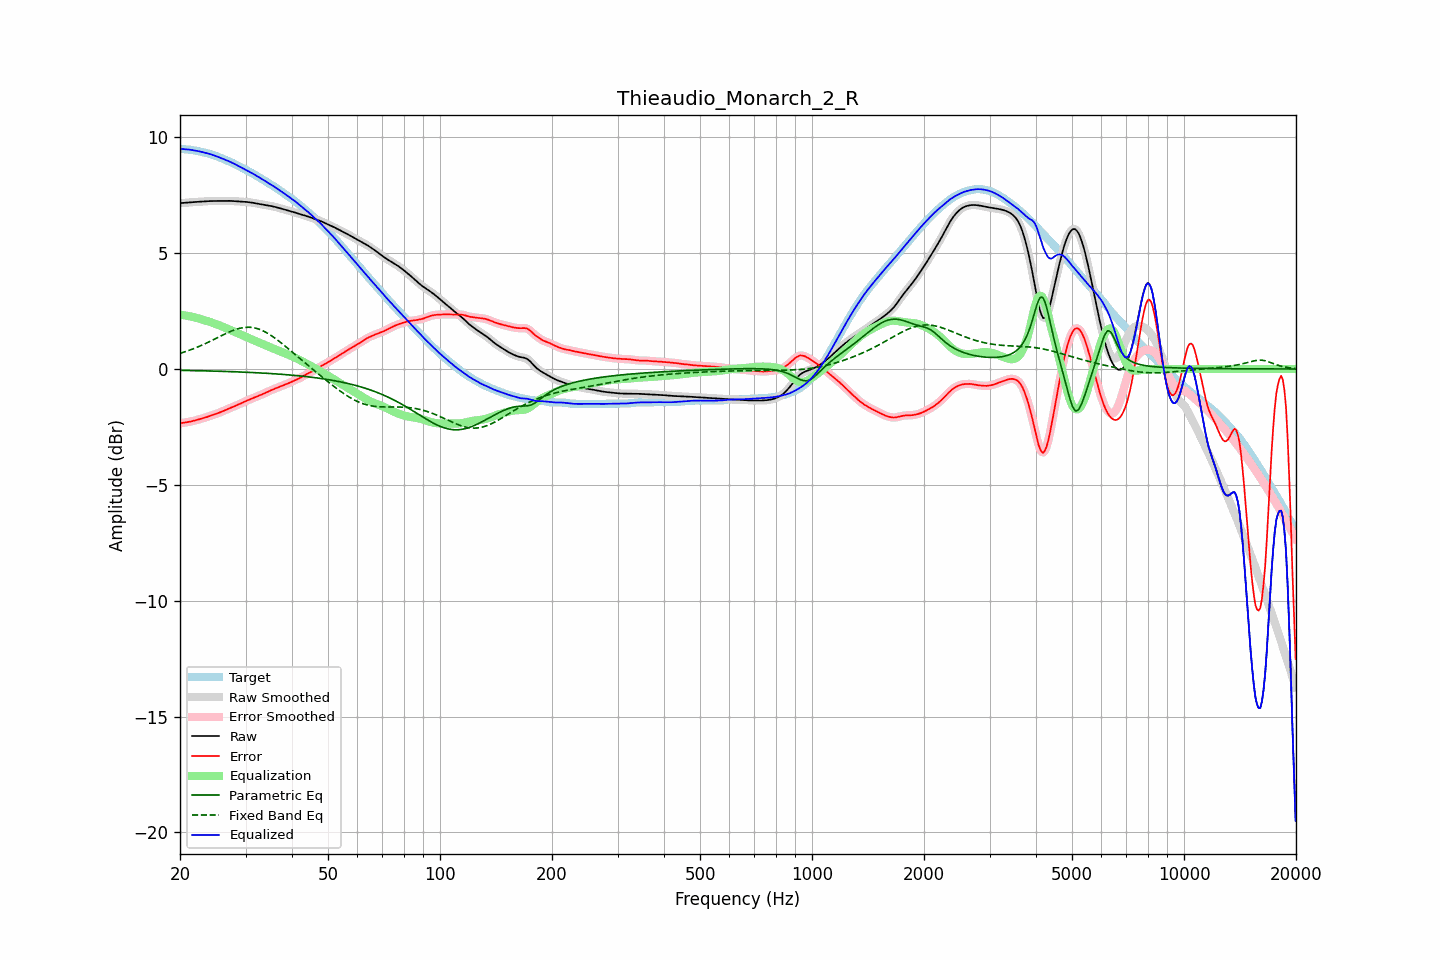 Thieaudio_Monarch_2_R
Amplitude (dBr)
10
5
0
−5
−10
−15
−20
Target
Raw Smoothed
Error Smoothed
Raw
Error
Equalization
Parametric Eq
Fixed Band Eq
Equalized
20 50 100 200 500 1000 2000 5000 10000 20000
Frequency (Hz)